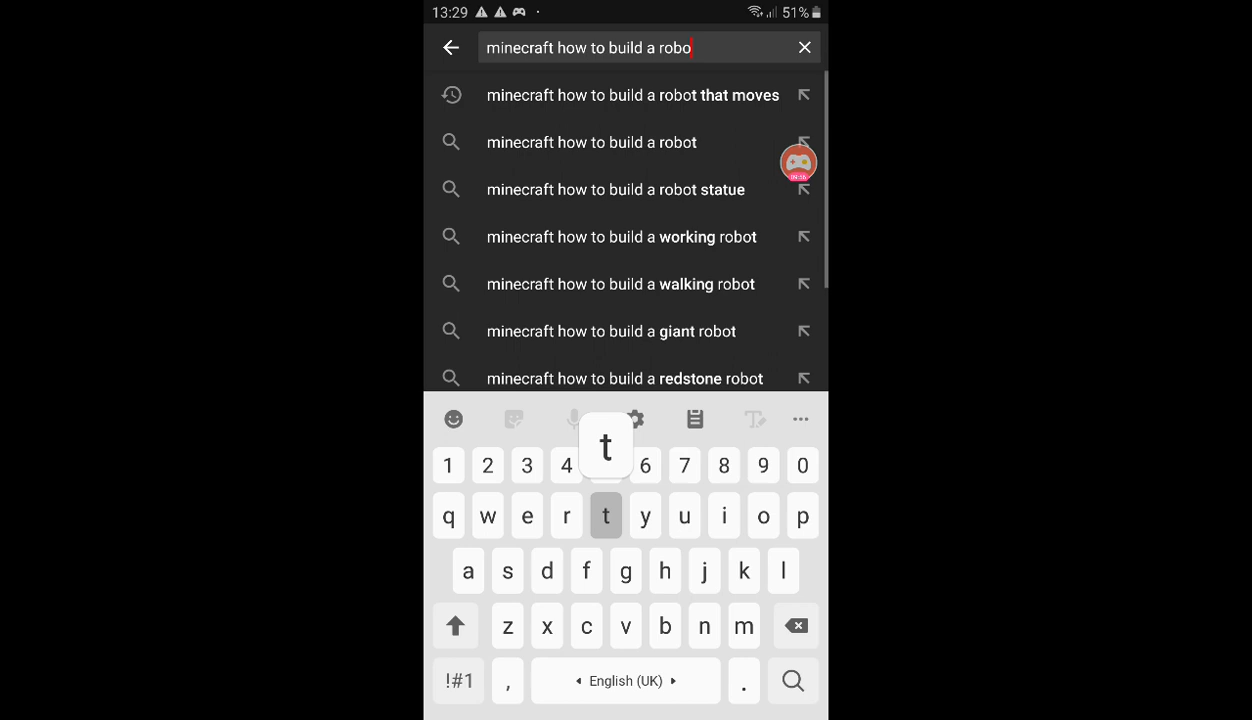 13:29 51%
minecraft how to build a robo
minecraft how to build a robot that moves
minecraft how to build a robot
minecraft how to build a robot statue
minecraft how to build a working robot
minecraft how to build a walking robot
minecraft how to build a giant robot
minecraft how to build a redstone robot
t
1 2 3 4 6 7 8 9 0
q w e r t y u i o p
a s d f g h j k l
z x c v b n m
!#1 , English (UK) .